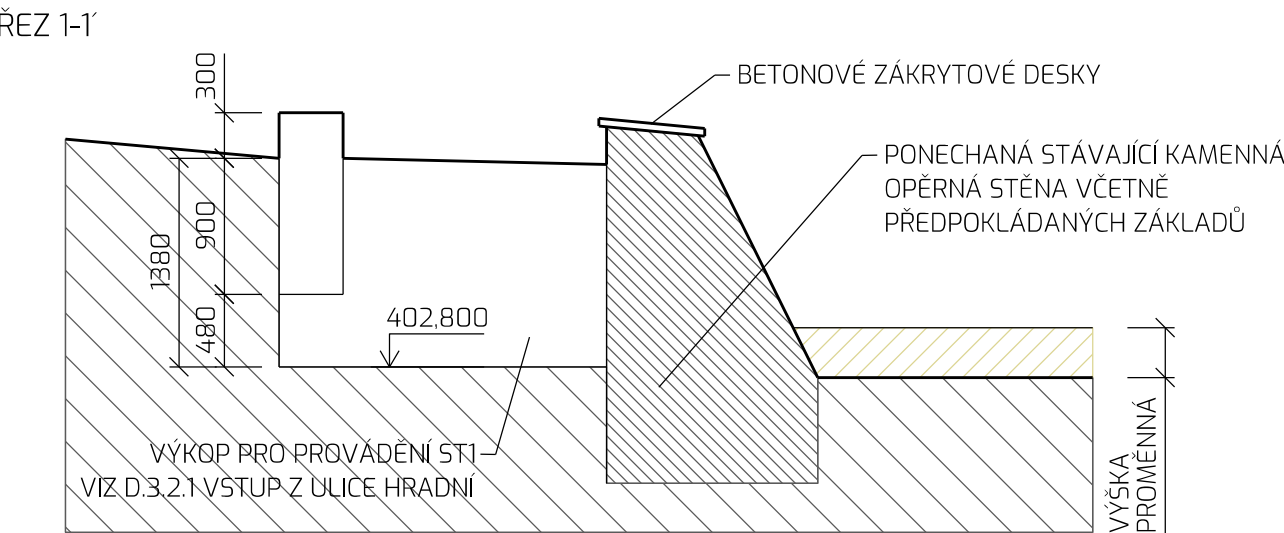 ŘEZ 1-1´
300
BETONOVÉ ZÁKRYTOVÉ DESKY
PONECHANÁ STÁVAJÍCÍ KAMENNÁ
OPĚRNÁ STĚNA VČETNĚ
PŘEDPOKLÁDANÝCH ZÁKLADŮ
900
1380
480
402,800
VÝKOP PRO PROVÁDĚNÍ ST1
VIZ D.3.2.1 VSTUP Z ULICE HRADNÍ
VÝŠKA
PROMĚNNÁ